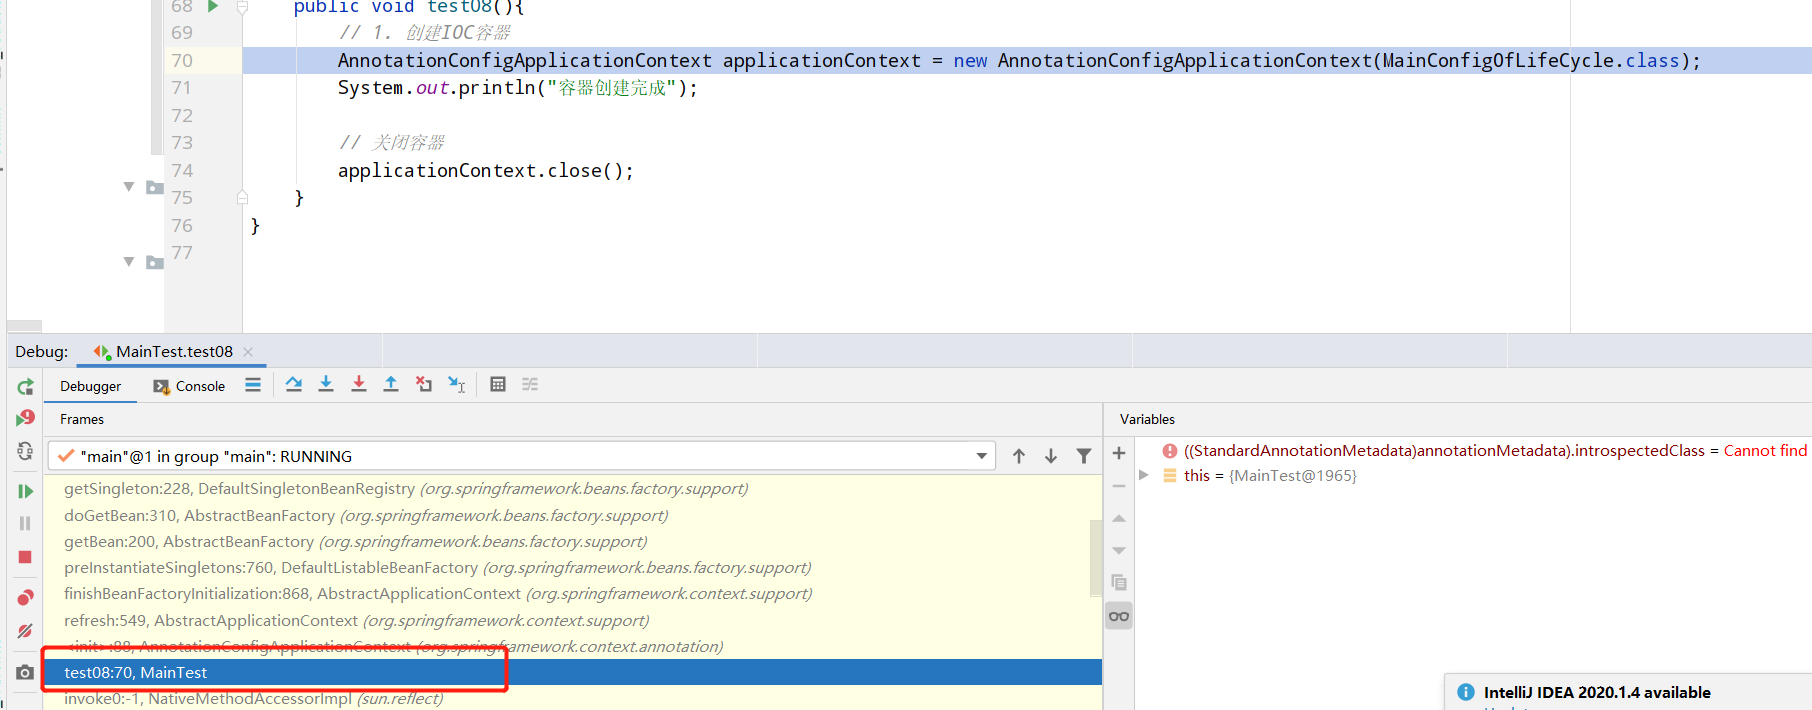 68 public void test08(){
69 // 1. 创建IOC容器
70 AnnotationConfigApplicationContext applicationContext = new AnnotationConfigApplicationContext(MainConfigOfLifeCycle.class);
71 System.out.println("容器创建完成");
72
73 // 关闭容器
74 applicationContext.close();
75 }
76 }
77
Debug: MainTest.test08
Debugger Console
Frames
Variables
"main"@1 in group "main": RUNNING
((StandardAnnotationMetadata)annotationMetadata).introspectedClass = Cannot find
this = {MainTest@1965}
getSingleton:228, DefaultSingletonBeanRegistry (org.springframework.beans.factory.support)
doGetBean:310, AbstractBeanFactory (org.springframework.beans.factory.support)
getBean:200, AbstractBeanFactory (org.springframework.beans.factory.support)
preInstantiateSingletons:760, DefaultListableBeanFactory (org.springframework.beans.factory.support)
finishBeanFactoryInitialization:868, AbstractApplicationContext (org.springframework.context.support)
refresh:549, AbstractApplicationContext (org.springframework.context.support)
<init>:88, AnnotationConfigApplicationContext (org.springframework.context.annotation)
test08:70, MainTest
invoke0:-1, NativeMethodAccessorImpl (sun.reflect)
IntelliJ IDEA 2020.1.4 available